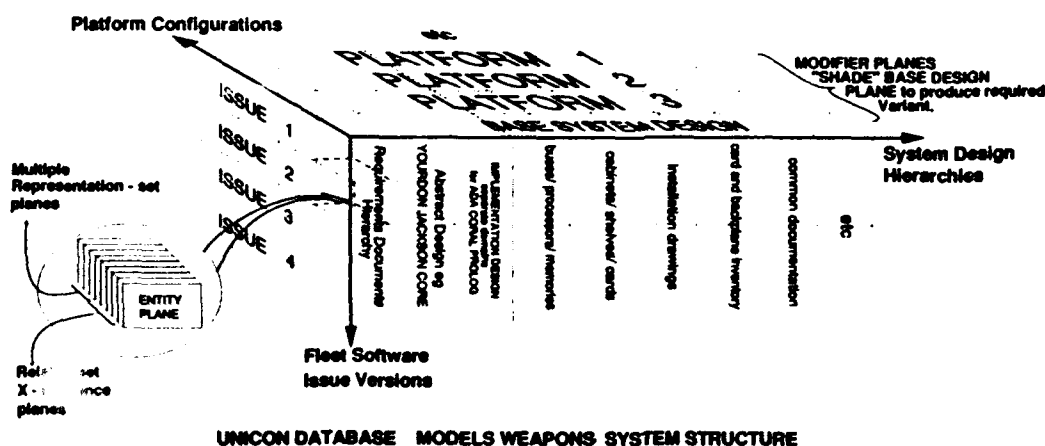 Platform Configurations
etc.
PLATFORM 1
PLATFORM 2
PLATFORM 3
BASE SYSTEM DESIGN
MODIFIER PLANES
"SHADE" BASE DESIGN
PLANE to produce required
Variant.
System Design
Hierarchies
ISSUE 1
ISSUE 2
ISSUE 3
ISSUE 4
Requirements Documents
Hierarchy
Abstract Design eg
YOURDON JACKSON CORE
IMPLEMENTATION DESIGN
separate domains
for ADA CORAL PROLOG
buses/ processors/ memories
cabinets/ shelves/ cards
Installation drawings
card and backplane inventory
common documentation
etc
Multiple
Representation - set
planes
ENTITY
PLANE
X -
planes
Fleet Software
Issue Versions
UNICON DATABASE MODELS WEAPONS SYSTEM STRUCTURE